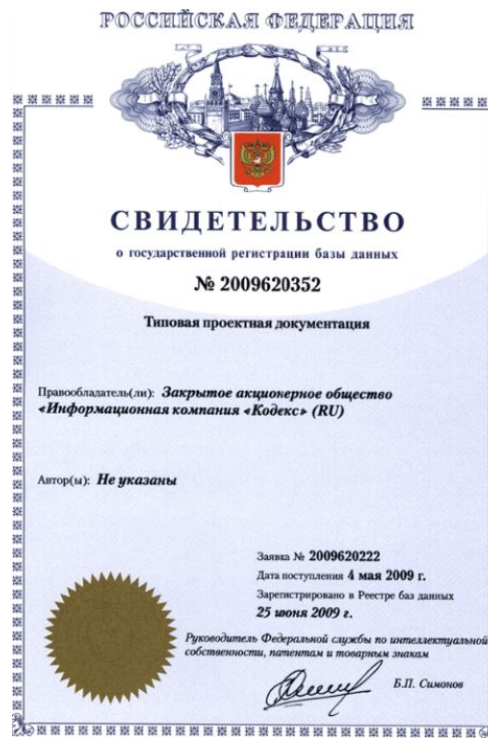 РОССИЙСКАЯ ФЕДЕРАЦИЯ
СВИДЕТЕЛЬСТВО
о государственной регистрации базы данных
№ 2009620352
Типовая проектная документация
Правообладатель(ли): Закрытое акционерное общество
«Информационная компания «Кодекс» (RU)
Автор(ы): Не указаны
Заявка № 2009620222
Дата поступления 4 мая 2009 г.
Зарегистрировано в Реестре баз данных
25 июня 2009 г.
Руководитель Федеральной службы по интеллектуальной
собственности, патентам и товарным знакам
Б.П. Симонов